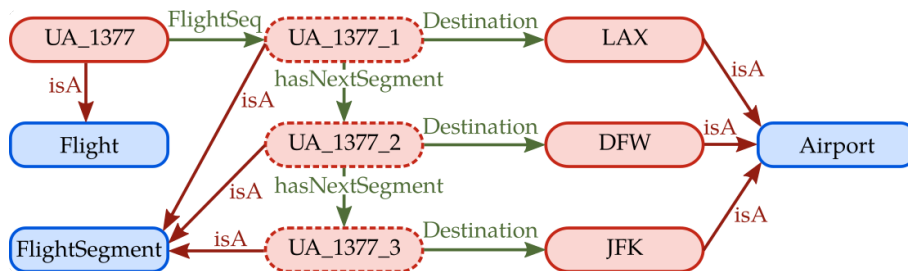 UA_1377
FlightSeq
UA_1377_1
Destination
LAX
isA
isA
hasNextSegment
isA
Flight
UA_1377_2
Destination
DFW
isA
Airport
isA
hasNextSegment
isA
FlightSegment
isA
UA_1377_3
Destination
JFK